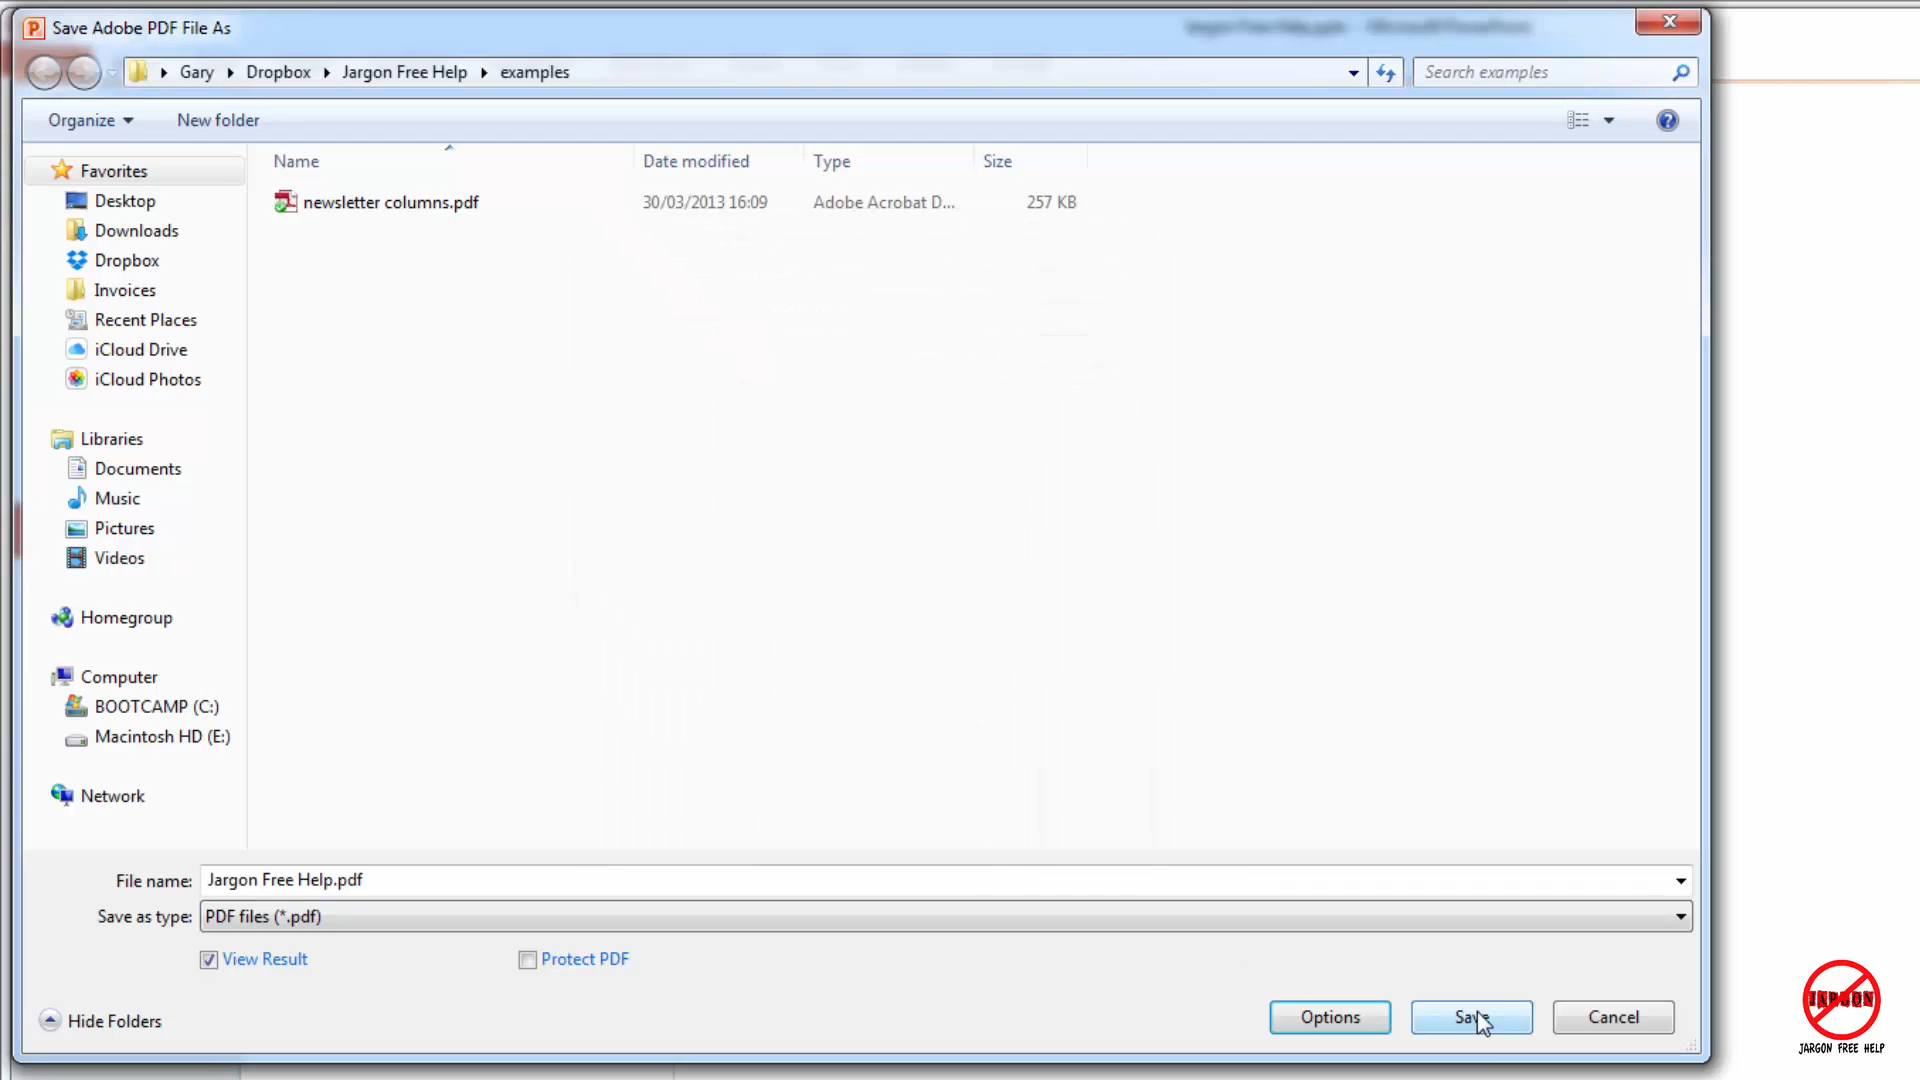 Save Adobe PDF File As
Gary Dropbox Jargon Free Help examples
Search examples
Organize New folder
Name Date modified Type Size
newsletter columns.pdf 30/03/2013 16:09 Adobe Acrobat D... 257 KB
Favorites
Desktop
Downloads
Dropbox
Invoices
Recent Places
iCloud Drive
iCloud Photos
Libraries
Documents
Music
Pictures
Videos
Homegroup
Computer
BOOTCAMP (C:)
Macintosh HD (E:)
Network
File name: Jargon Free Help.pdf
Save as type: PDF files (*.pdf)
View Result Protect PDF
Hide Folders
Options Save Cancel
JARGON
JARGON FREE HELP